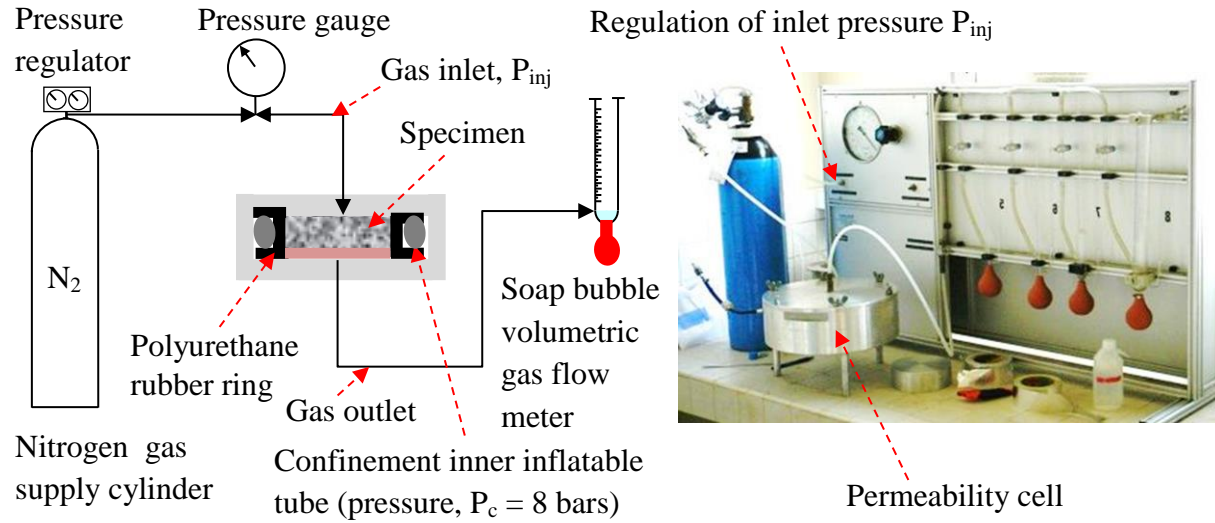 Pressure
regulator
Pressure gauge
Gas inlet, Pinj
Specimen
N2
Polyurethane
rubber ring
Gas outlet
Soap bubble
volumetric
gas flow
meter
Nitrogen gas
supply cylinder
Confinement inner inflatable
tube (pressure, Pc = 8 bars)
Regulation of inlet pressure Pinj
5
6
7
8
Permeability cell